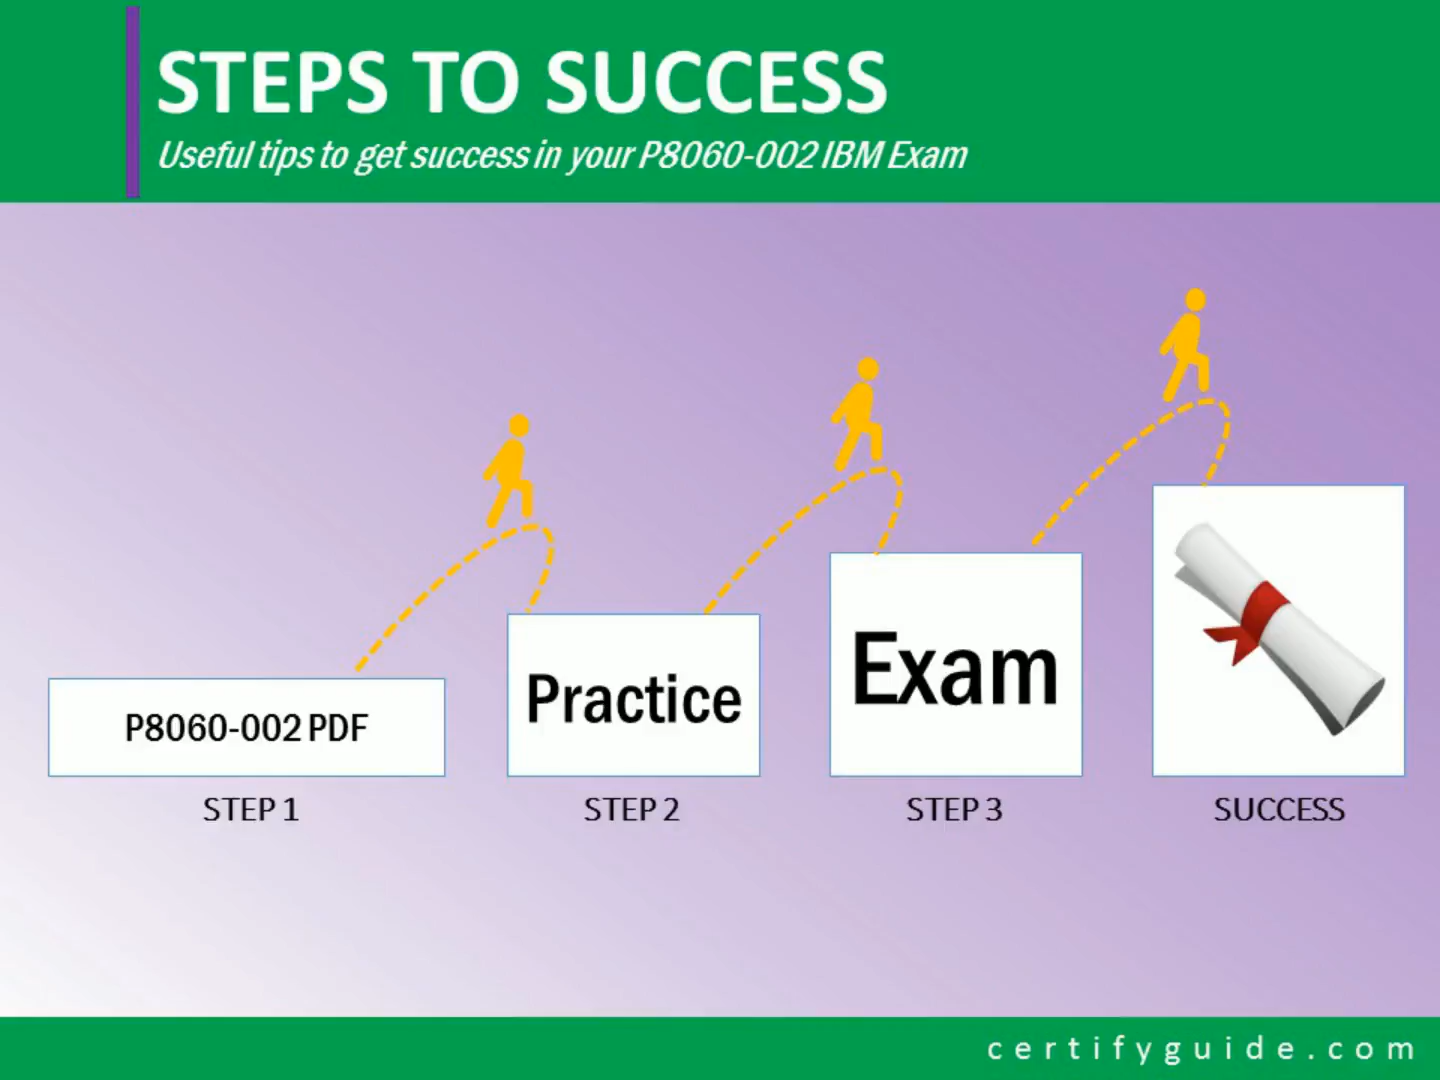 STEPS TO SUCCESS
Useful tips to get success in your P8060-002 IBM Exam
P8060-002 PDF
STEP 1
Practice
STEP 2
Exam
STEP 3
SUCCESS
certifyguide.com